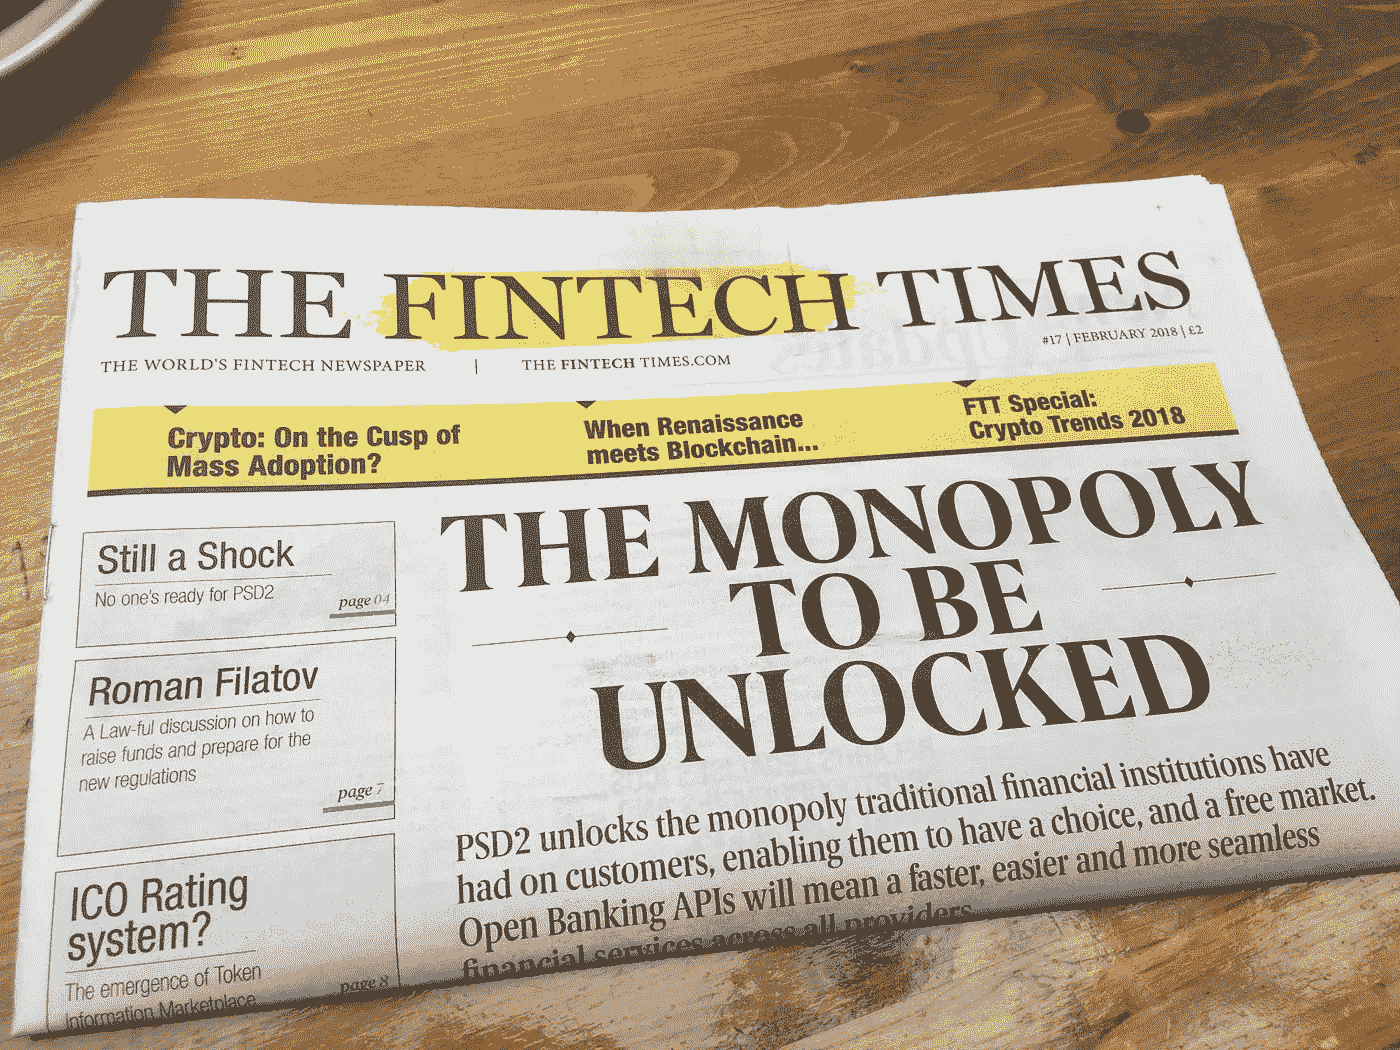 THE FINTECH TIMES
THE WORLD'S FINTECH NEWSPAPER | THE FINTECH TIMES.COM
#17 | FEBRUARY 2018 | £2
Crypto: On the Cusp of
Mass Adoption?
When Renaissance
meets Blockchain...
FTT Special:
Crypto Trends 2018
Still a Shock
No one's ready for PSD2
page 04
Roman Filatov
A Law-ful discussion on how to
raise funds and prepare for the
new regulations
page 7
ICO Rating
system?
The emergence of Token
Information Marketplace
page 8
THE MONOPOLY
TO BE
UNLOCKED
PSD2 unlocks the monopoly traditional financial institutions have
had on customers, enabling them to have a choice, and a free market.
Open Banking APIs will mean a faster, easier and more seamless
financial services across all providers